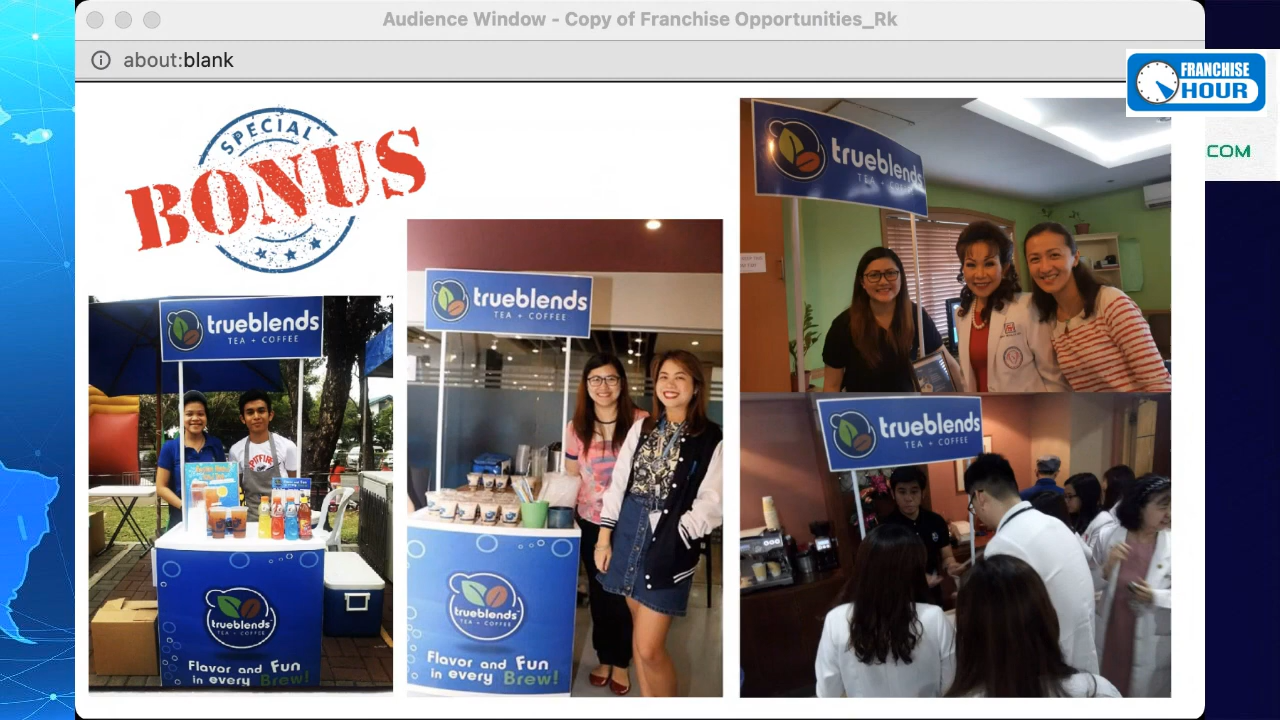 Audience Window - Copy of Franchise Opportunities_Rk
about:blank
FRANCHISE
HOUR
COM
SPECIAL
BONUS
trueblends
TEA + COFFEE
trueblends
TEA + COFFEE
trueblends
TEA + COFFEE
trueblends
TEA + COFFEE
SPITFIRE
trueblends
TEA + COFFEE
Flavor and Fun
in every Brew!
trueblends
TEA + COFFEE
Flavor and Fun
in every Brew!